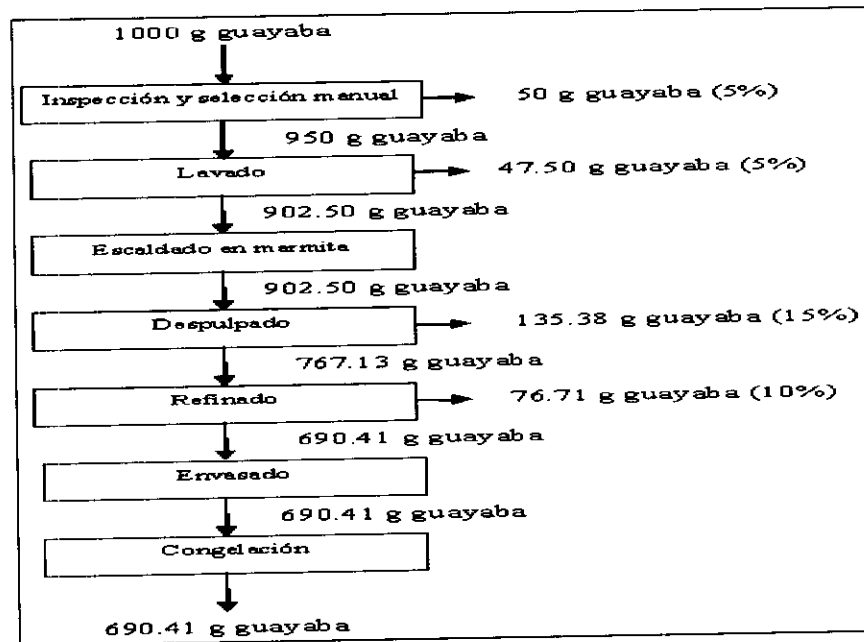 1000 g guayaba
Inspección y selección manual
50 g guayaba (5%)
950 g guayaba
Lavado
47.50 g guayaba (5%)
902.50 g guayaba
Escaldado en marmita
902.50 g guayaba
Despulpado
135.38 g guayaba (15%)
767.13 g guayaba
Refinado
76.71 g guayaba (10%)
690.41 g guayaba
Envasado
690.41 g guayaba
Congelación
690.41 g guayaba